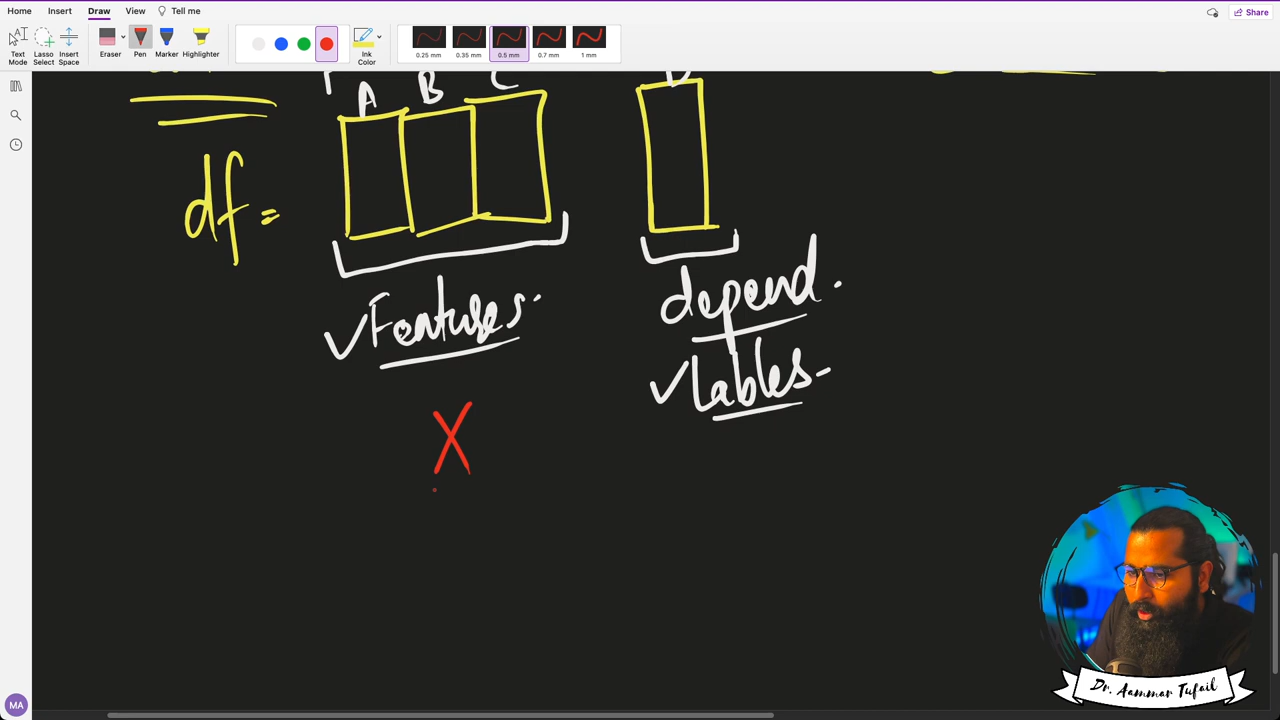 Home Insert Draw View Tell me
Share
Text Mode
Lasso Select
Insert Space
Eraser
Pen
Marker
Highlighter
Ink Color
0.25 mm
0.35 mm
0.5 mm
0.7 mm
1 mm
A B C
df =
✓Features.
depend.
✓lables.
X
MA
Dr. Aammar Tufail